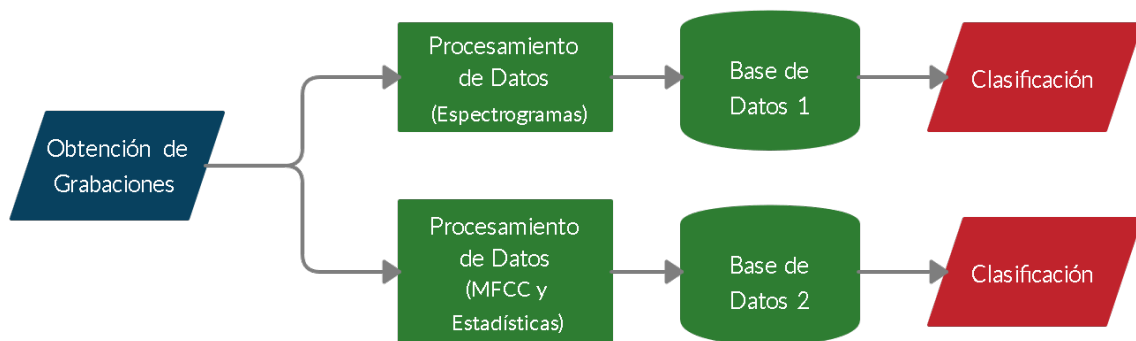 Obtención de
Grabaciones
Procesamiento
de Datos
(Espectrogramas)
Base de
Datos 1
Clasificación
Procesamiento
de Datos
(MFCC y
Estadísticas)
Base de
Datos 2
Clasificación